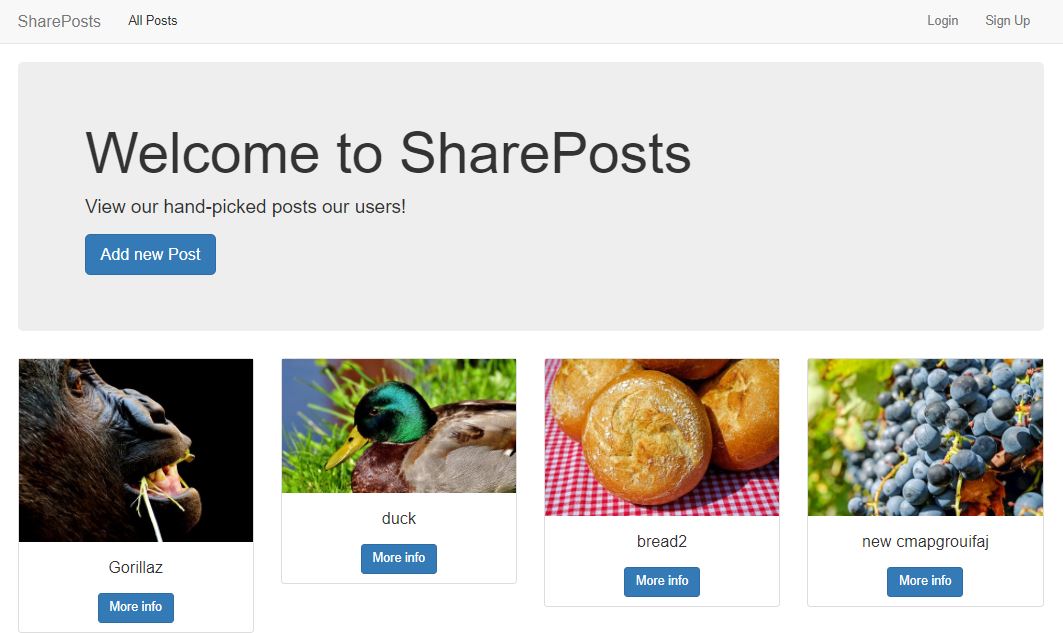 SharePosts All Posts Login Sign Up
Welcome to SharePosts
View our hand-picked posts our users!
Add new Post
Gorillaz
More info
duck
More info
bread2
More info
new cmapgrouifaj
More info